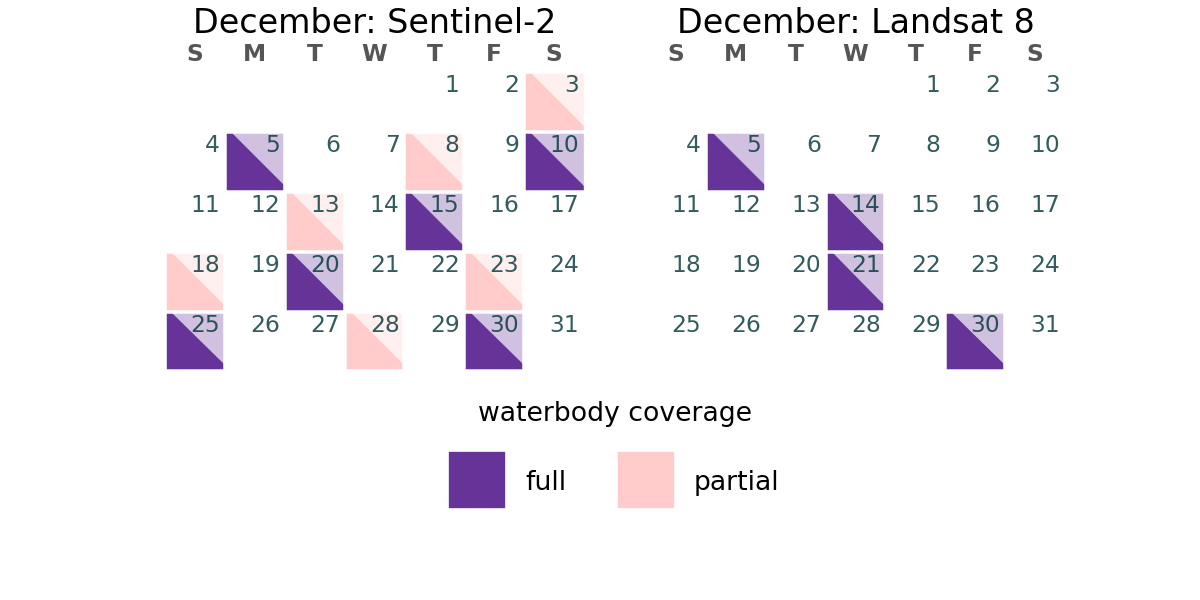 December: Sentinel-2
S M T W T F S
1 2 3
4 5 6 7 8 9 10
11 12 13 14 15 16 17
18 19 20 21 22 23 24
25 26 27 28 29 30 31
December: Landsat 8
S M T W T F S
1 2 3
4 5 6 7 8 9 10
11 12 13 14 15 16 17
18 19 20 21 22 23 24
25 26 27 28 29 30 31
waterbody coverage
full partial